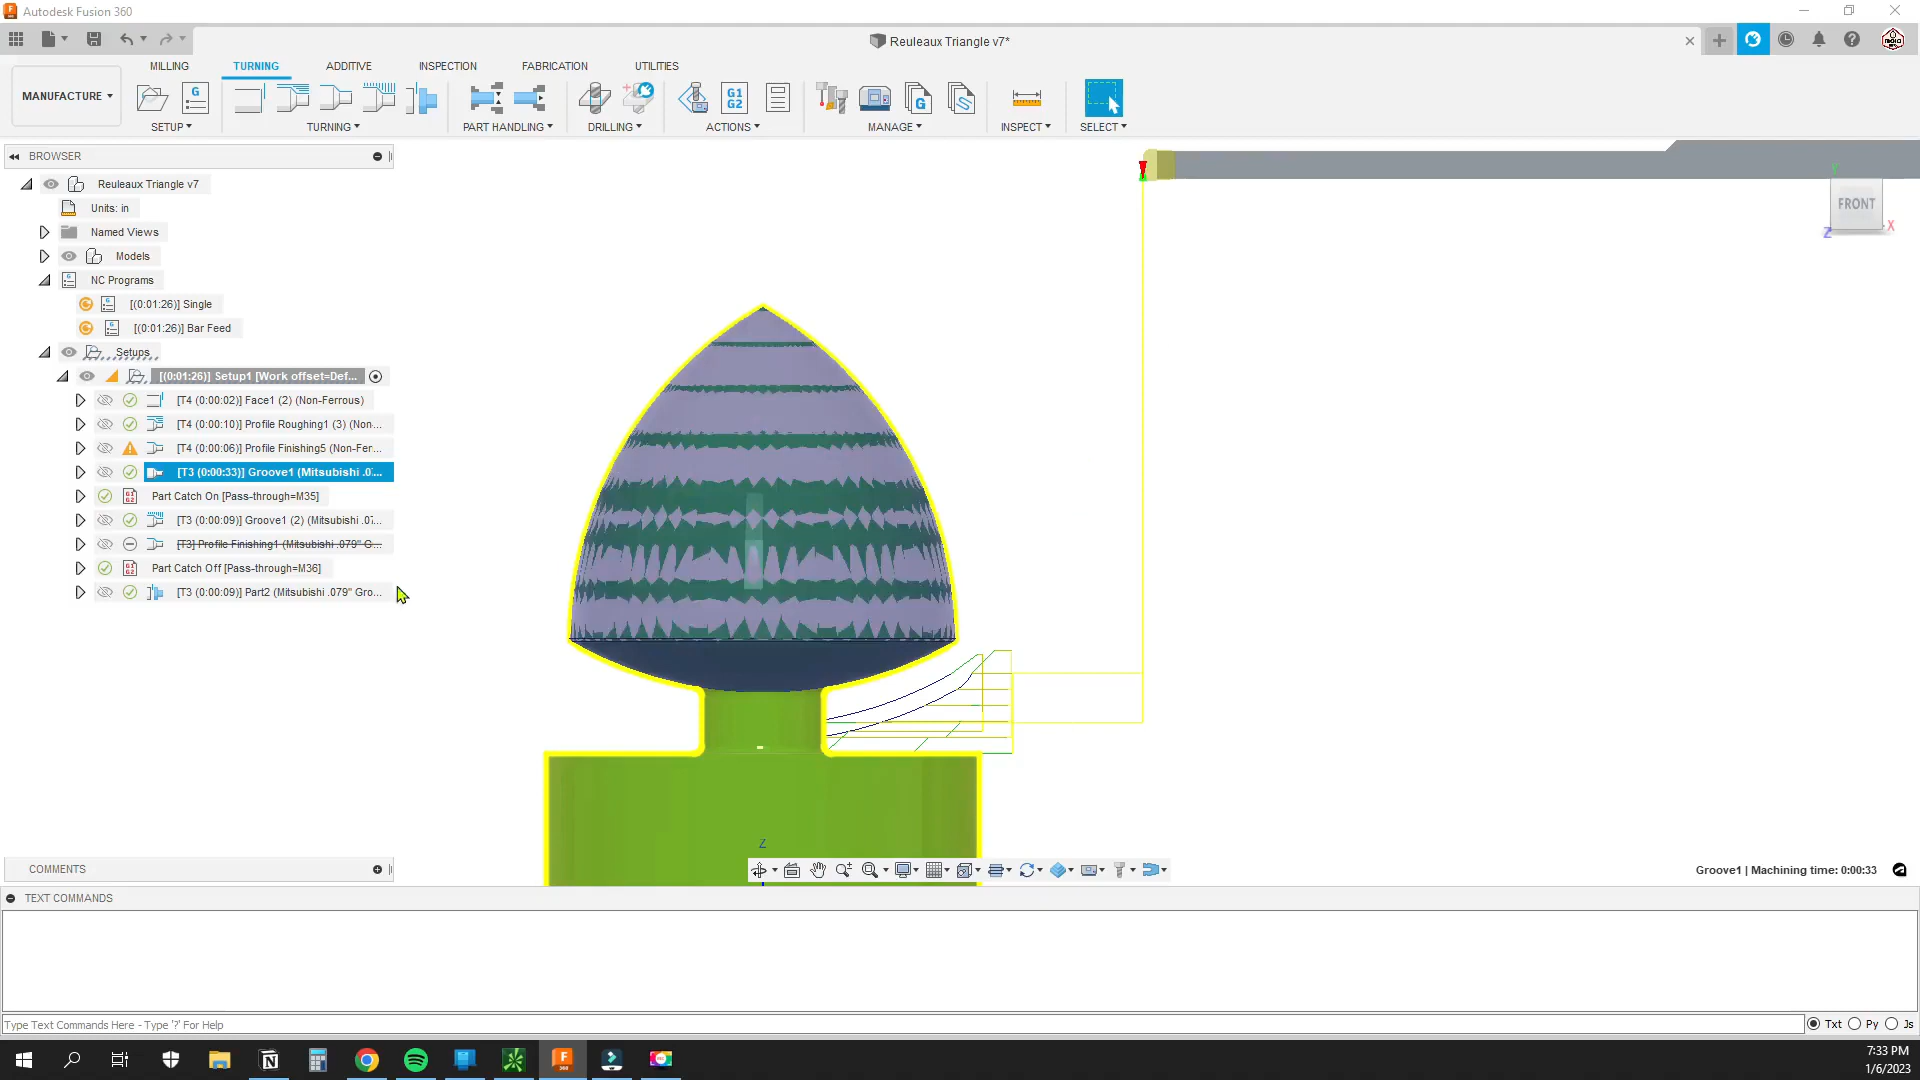 Autodesk Fusion 360
Reuleaux Triangle v7*
MILLING TURNING ADDITIVE INSPECTION FABRICATION UTILITIES
MANUFACTURE
SETUP TURNING PART HANDLING DRILLING ACTIONS MANAGE INSPECT SELECT
BROWSER
Reuleaux Triangle v7
Units: in
Named Views
Models
NC Programs
[(0:01:26)] Single
[(0:01:26)] Bar Feed
Setups
[(0:01:26)] Setup1 [Work offset=Def...
[T4 (0:00:02)] Face1 (2) (Non-Ferrous)
[T4 (0:00:10)] Profile Roughing1 (3) (Non...
[T4 (0:00:06)] Profile Finishing5 (Non-Fer...
[T3 (0:00:33)] Groove1 (Mitsubishi .0...
Part Catch On [Pass-through=M35]
[T3 (0:00:09)] Groove1 (2) (Mitsubishi .07...
[T3] Profile Finishing1 (Mitsubishi .079" G...
Part Catch Off [Pass-through=M36]
[T3 (0:00:09)] Part2 (Mitsubishi .079" Gro...
FRONT
X
Z
Z
COMMENTS
Groove1 | Machining time: 0:00:33
TEXT COMMANDS
Type Text Commands Here - Type '?' For Help
Txt Py Js
7:33 PM
1/6/2023